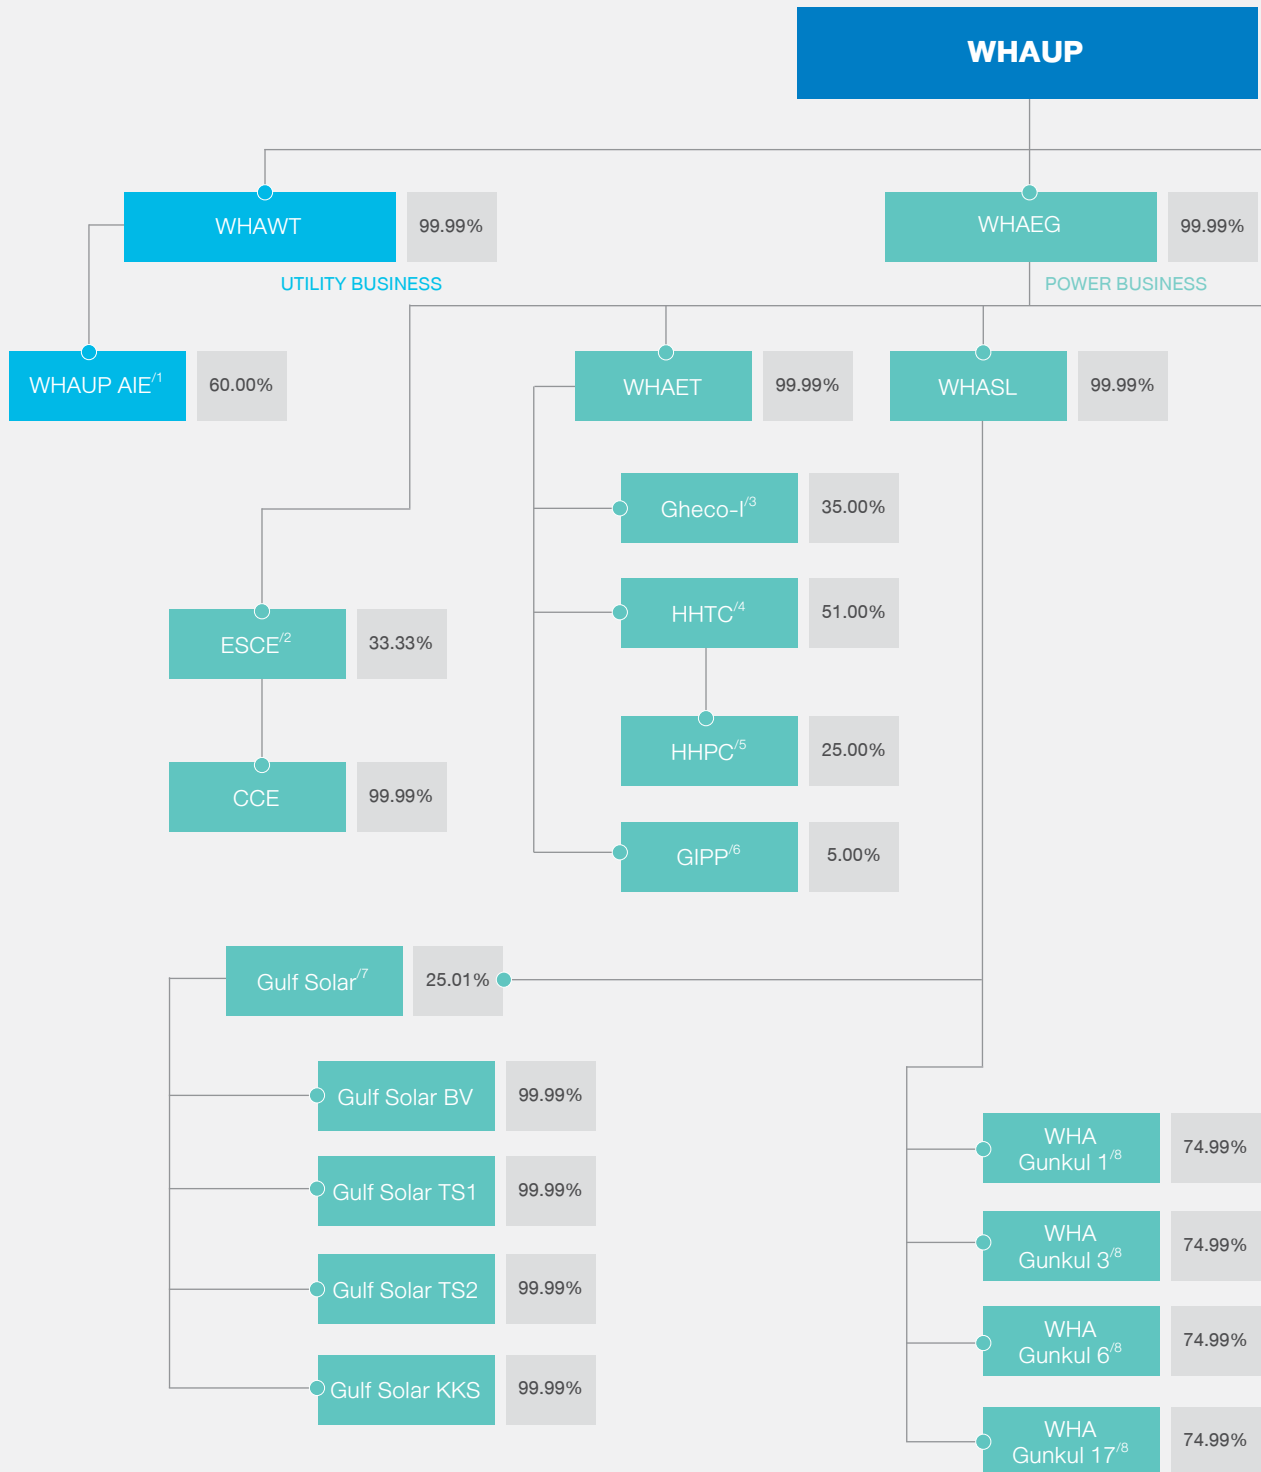 WHAUP
WHAWT
99.99%
WHAEG
99.99%
UTILITY BUSINESS
POWER BUSINESS
WHAUP AIE/1
60.00%
WHAET
99.99%
WHASL
99.99%
Gheco-I/3
35.00%
HHTC/4
51.00%
ESCE/2
33.33%
HHPC/5
25.00%
CCE
99.99%
GIPP/6
5.00%
Gulf Solar/7
25.01%
Gulf Solar BV
99.99%
Gulf Solar TS1
99.99%
Gulf Solar TS2
99.99%
Gulf Solar KKS
99.99%
WHA
Gunkul 1/8
74.99%
WHA
Gunkul 3/8
74.99%
WHA
Gunkul 6/8
74.99%
WHA
Gunkul 17/8
74.99%